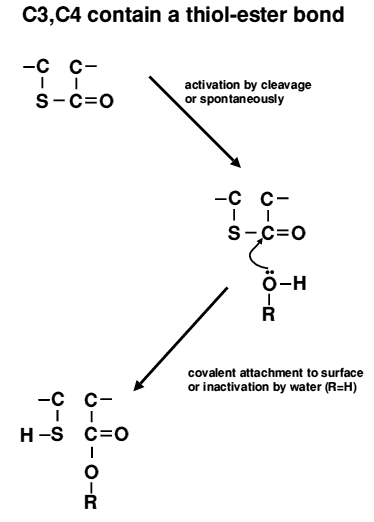 C3,C4 contain a thiol-ester bond
–C C–
S–C=O
activation by cleavage
or spontaneously
–C C–
S–C=O
O–H
R
covalent attachment to surface
or inactivation by water (R=H)
–C C–
H–S C=O
O
R